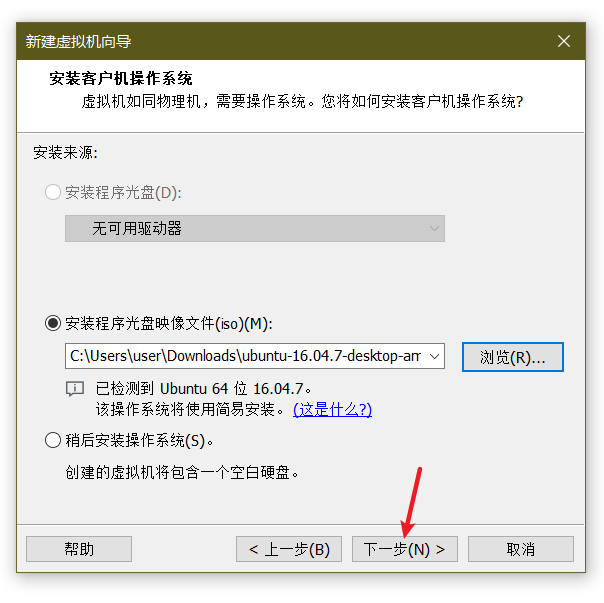 新建虚拟机向导
安装客户机操作系统
虚拟机如同物理机，需要操作系统。您将如何安装客户机操作系统?
安装来源:
安装程序光盘(D):
无可用驱动器
安装程序光盘映像文件(iso)(M):
C:\Users\user\Downloads\ubuntu-16.04.7-desktop-am
浏览(R)...
已检测到 Ubuntu 64 位 16.04.7。
该操作系统将使用简易安装。(这是什么?)
稍后安装操作系统(S)。
创建的虚拟机将包含一个空白硬盘。
帮助
< 上一步(B)
下一步(N) >
取消